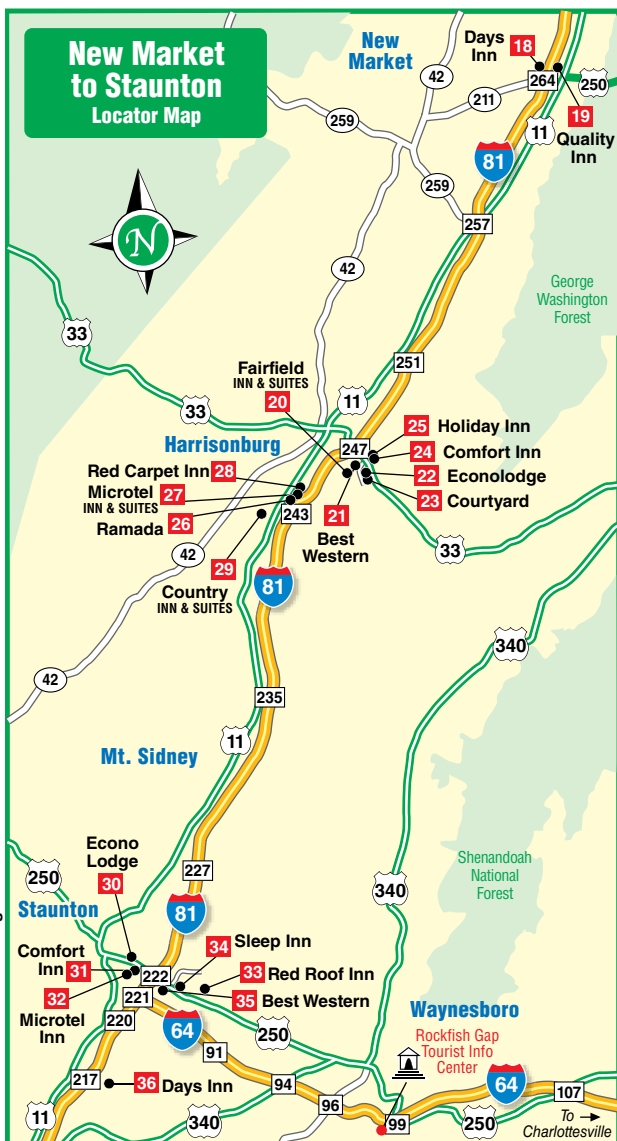 New Market
to Staunton
Locator Map
New
Market
Days
Inn
18
42
264
250
211
19
259
11
Quality
Inn
81
259
257
N
42
George
Washington
Forest
33
251
Fairfield
INN & SUITES
20
11
33
25 Holiday Inn
Harrisonburg
247
24 Comfort Inn
Red Carpet Inn 28
22 Econolodge
Microtel 27
INN & SUITES
23 Courtyard
Ramada 26
243
21
Best
Western
33
42
29
Country
INN & SUITES
81
340
42
235
11
Mt. Sidney
Econo
Lodge
30
250
227
Shenandoah
National
Forest
340
Staunton
81
34 Sleep Inn
Comfort
Inn 31
222
33 Red Roof Inn
32
Microtel
Inn
221
35 Best Western
220
64
250
Waynesboro
Rockfish Gap
Tourist Info
Center
91
217
36 Days Inn
94
64
107
96
11
340
99
250
To
Charlottesville